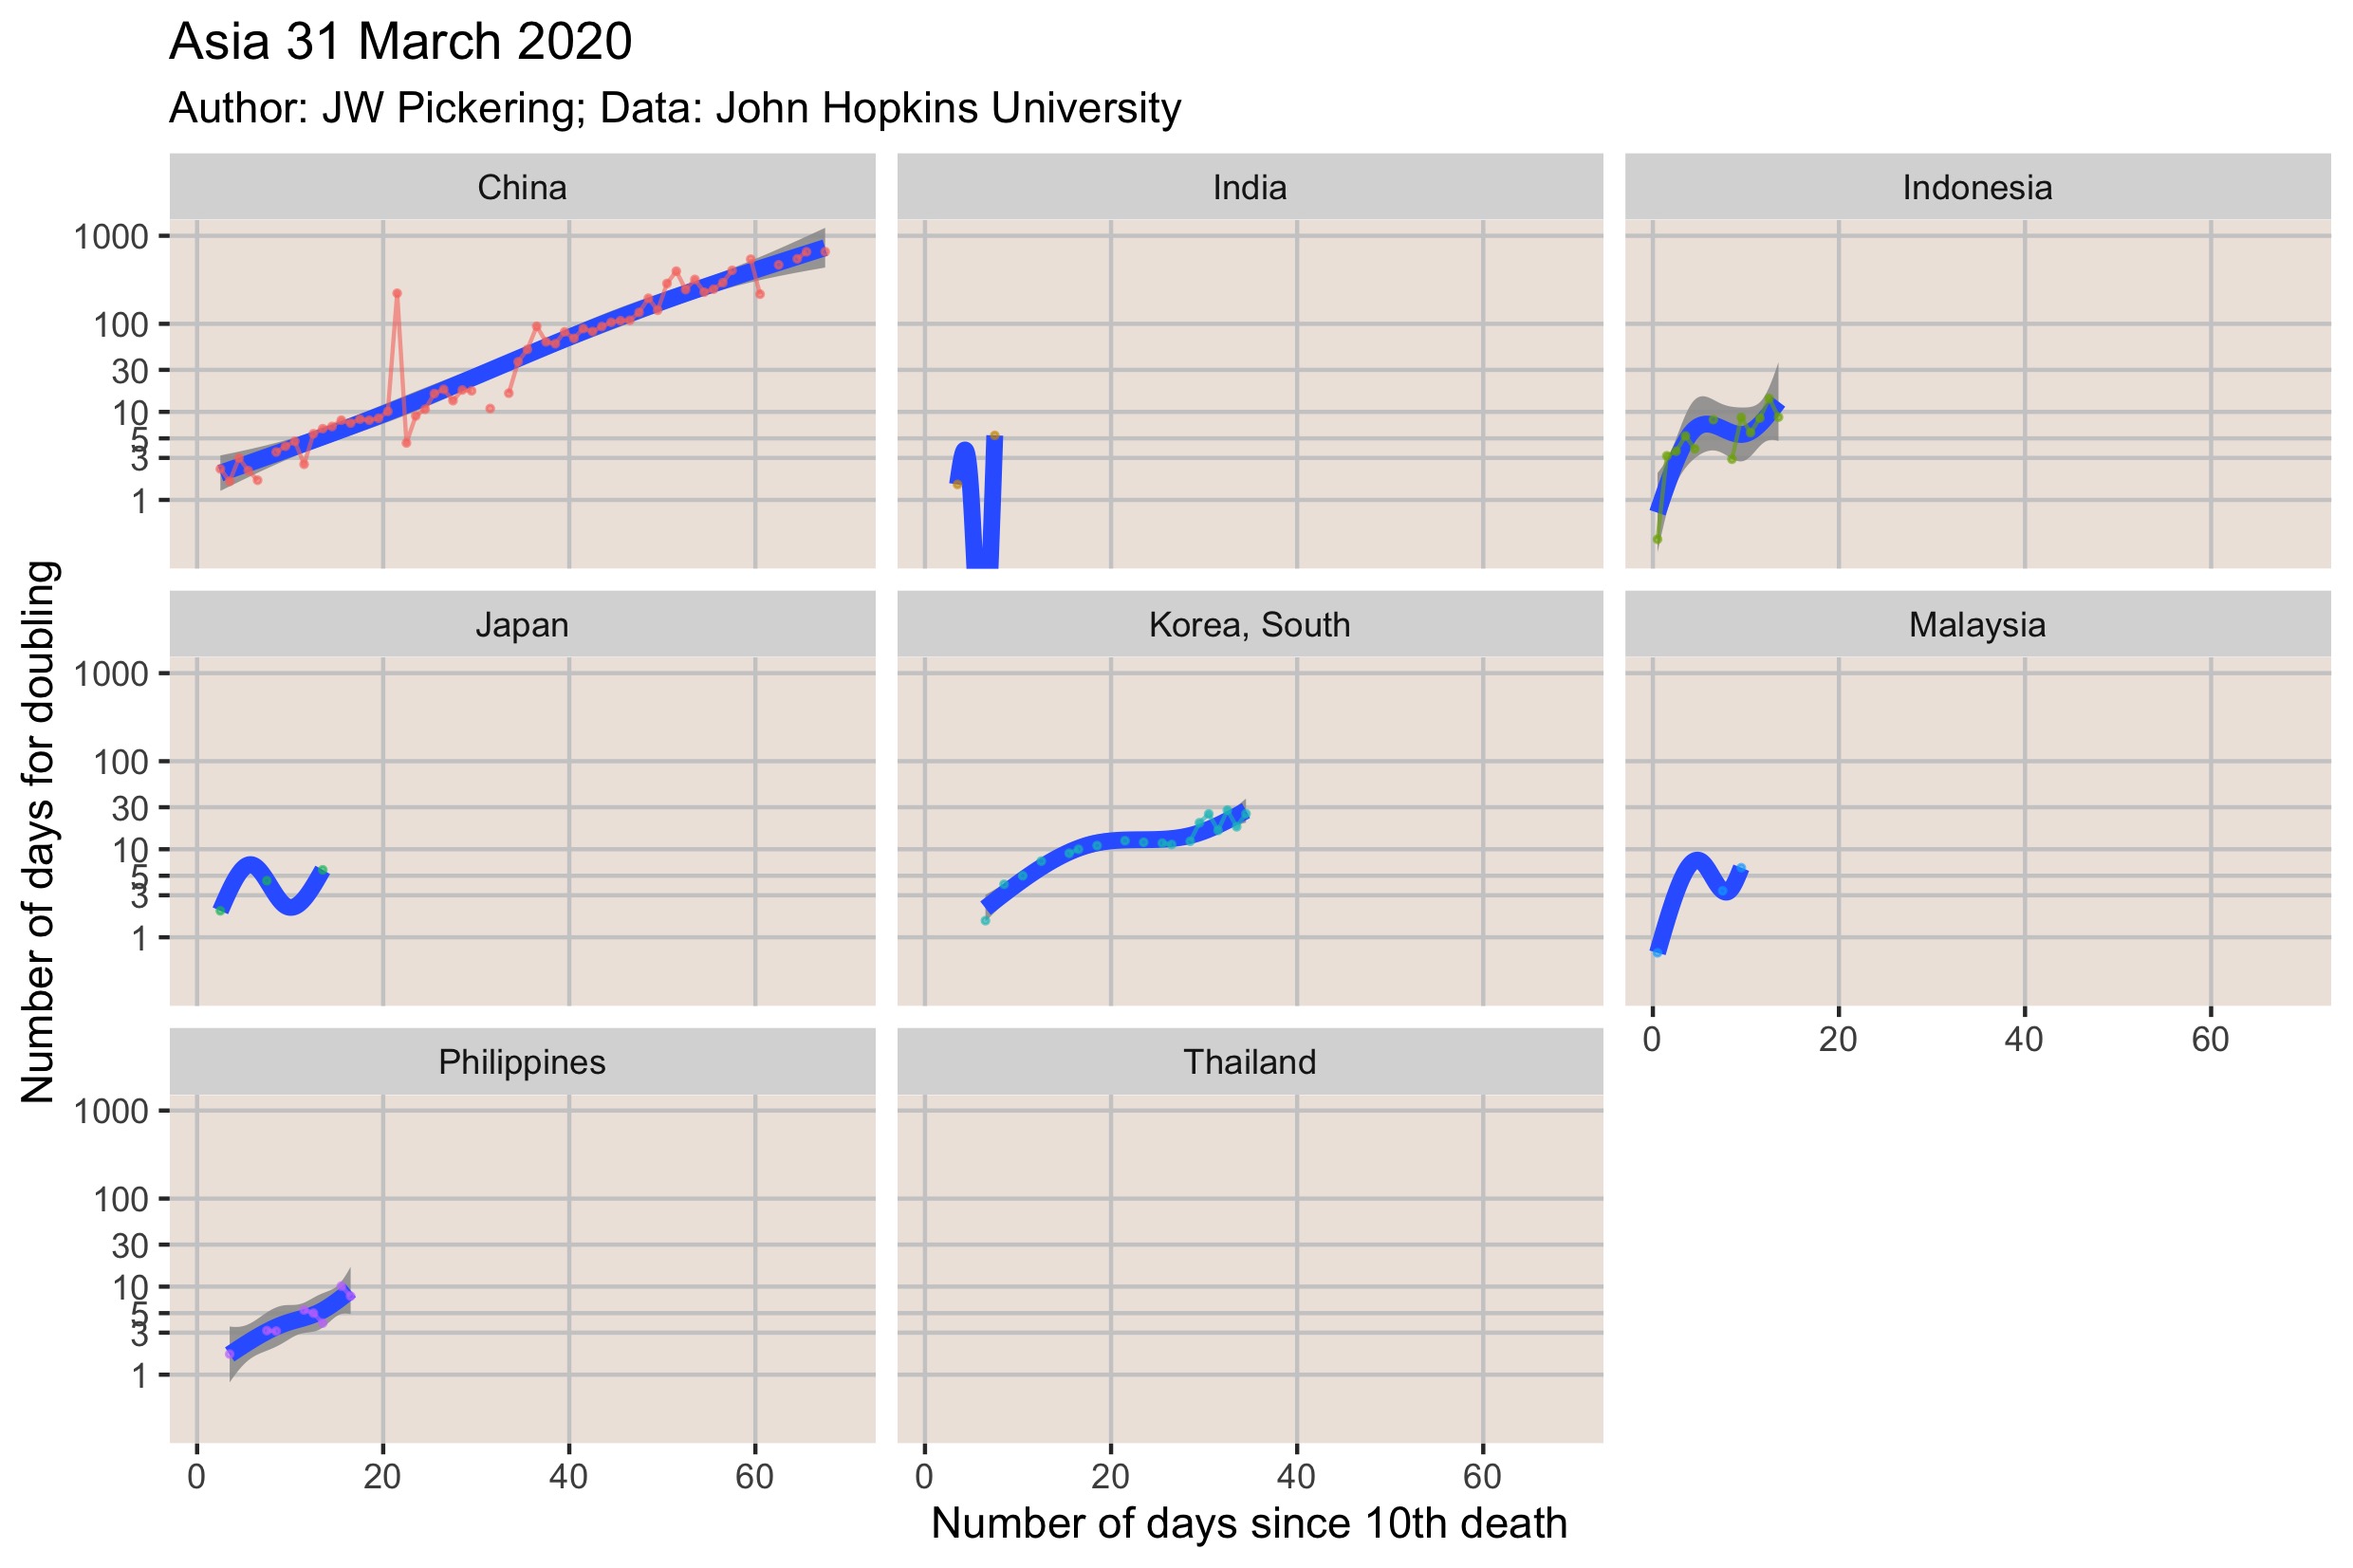 Asia 31 March 2020
Author: JW Pickering; Data: John Hopkins University
China
India
Indonesia
1000
100
30
10
5
3
1
Japan
Korea, South
Malaysia
1000
100
30
10
5
3
1
0 20 40 60
Philippines
Thailand
1000
100
30
10
5
3
1
0 20 40 60
0 20 40 60
Number of days for doubling
Number of days since 10th death